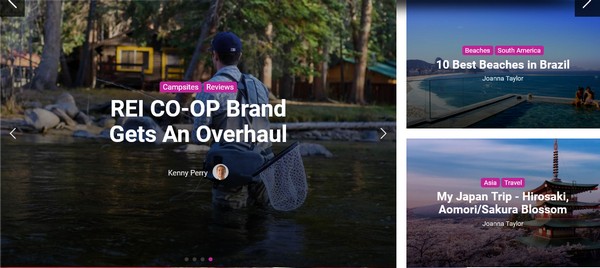 Campsites Reviews
REI CO-OP Brand
Gets An Overhaul
Kenny Perry
Beaches South America
10 Best Beaches in Brazil
Joanna Taylor
Asia Travel
My Japan Trip - Hirosaki,
Aomori/Sakura Blossom
Joanna Taylor